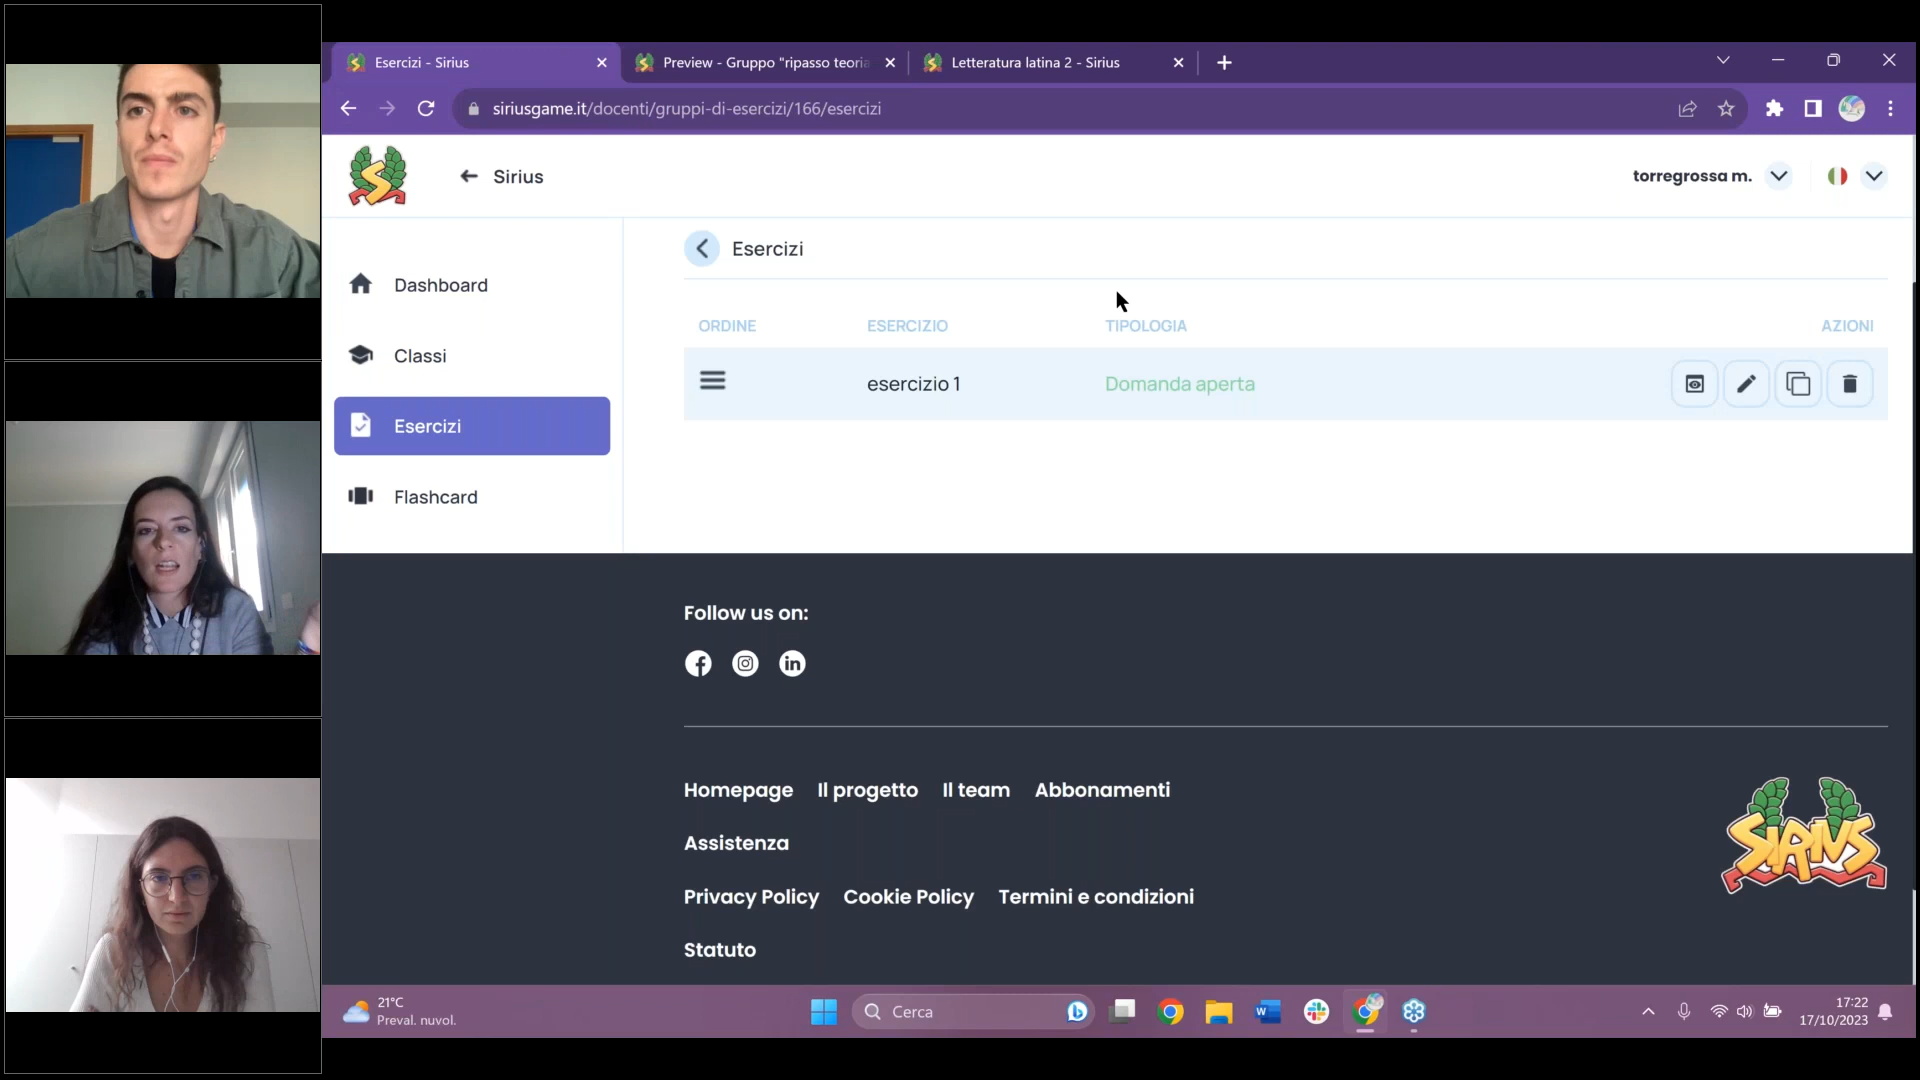 Esercizi - Sirius
Preview - Gruppo "ripasso teoria
Letteratura latina 2 - Sirius
siriusgame.it/docenti/gruppi-di-esercizi/166/esercizi
Sirius
torregrossa m.
Esercizi
Dashboard
Classi
Esercizi
Flashcard
ORDINE ESERCIZIO TIPOLOGIA AZIONI
esercizio 1 Domanda aperta
Follow us on:
Homepage Il progetto Il team Abbonamenti
Assistenza
Privacy Policy Cookie Policy Termini e condizioni
Statuto
SIRIUS
21°C
Preval. nuvol.
Cerca
17:22
17/10/2023